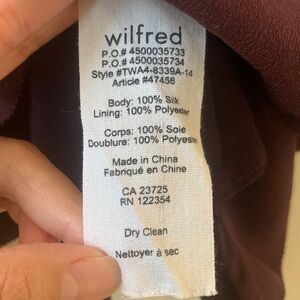 wilfred
P.O.# 4500035733
P.O.# 4500035734
Style #TWA4-8339A-14
Article #47456
Body: 100% Silk
Lining: 100% Polyester
Corps: 100% Soie
Doublure: 100% Polyester
Made in China
Fabriqué en Chine
CA 23725
RN 122354
Dry Clean
Nettoyer à sec